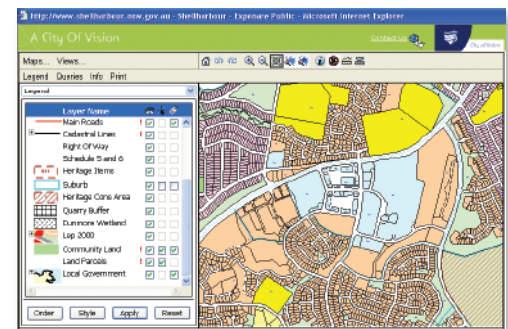 http://www.shellharbour.nsw.gov.au - Shellharbour - Exponare Public - Microsoft Internet Explorer
A City Of Vision
Contact Us
City of Vision
Maps... Views...
Legend Queries Info Print
Legend
Layer Name
Main Roads
Cadastral Lines
Right Of Way
Schedule 5 and 6
Heritage Items
Suburb
Heritage Cons Area
Quarry Buffer
Dunmore Wetland
Lep 2000
Community Land
Land Parcels
Local Government
Order Style Apply Reset